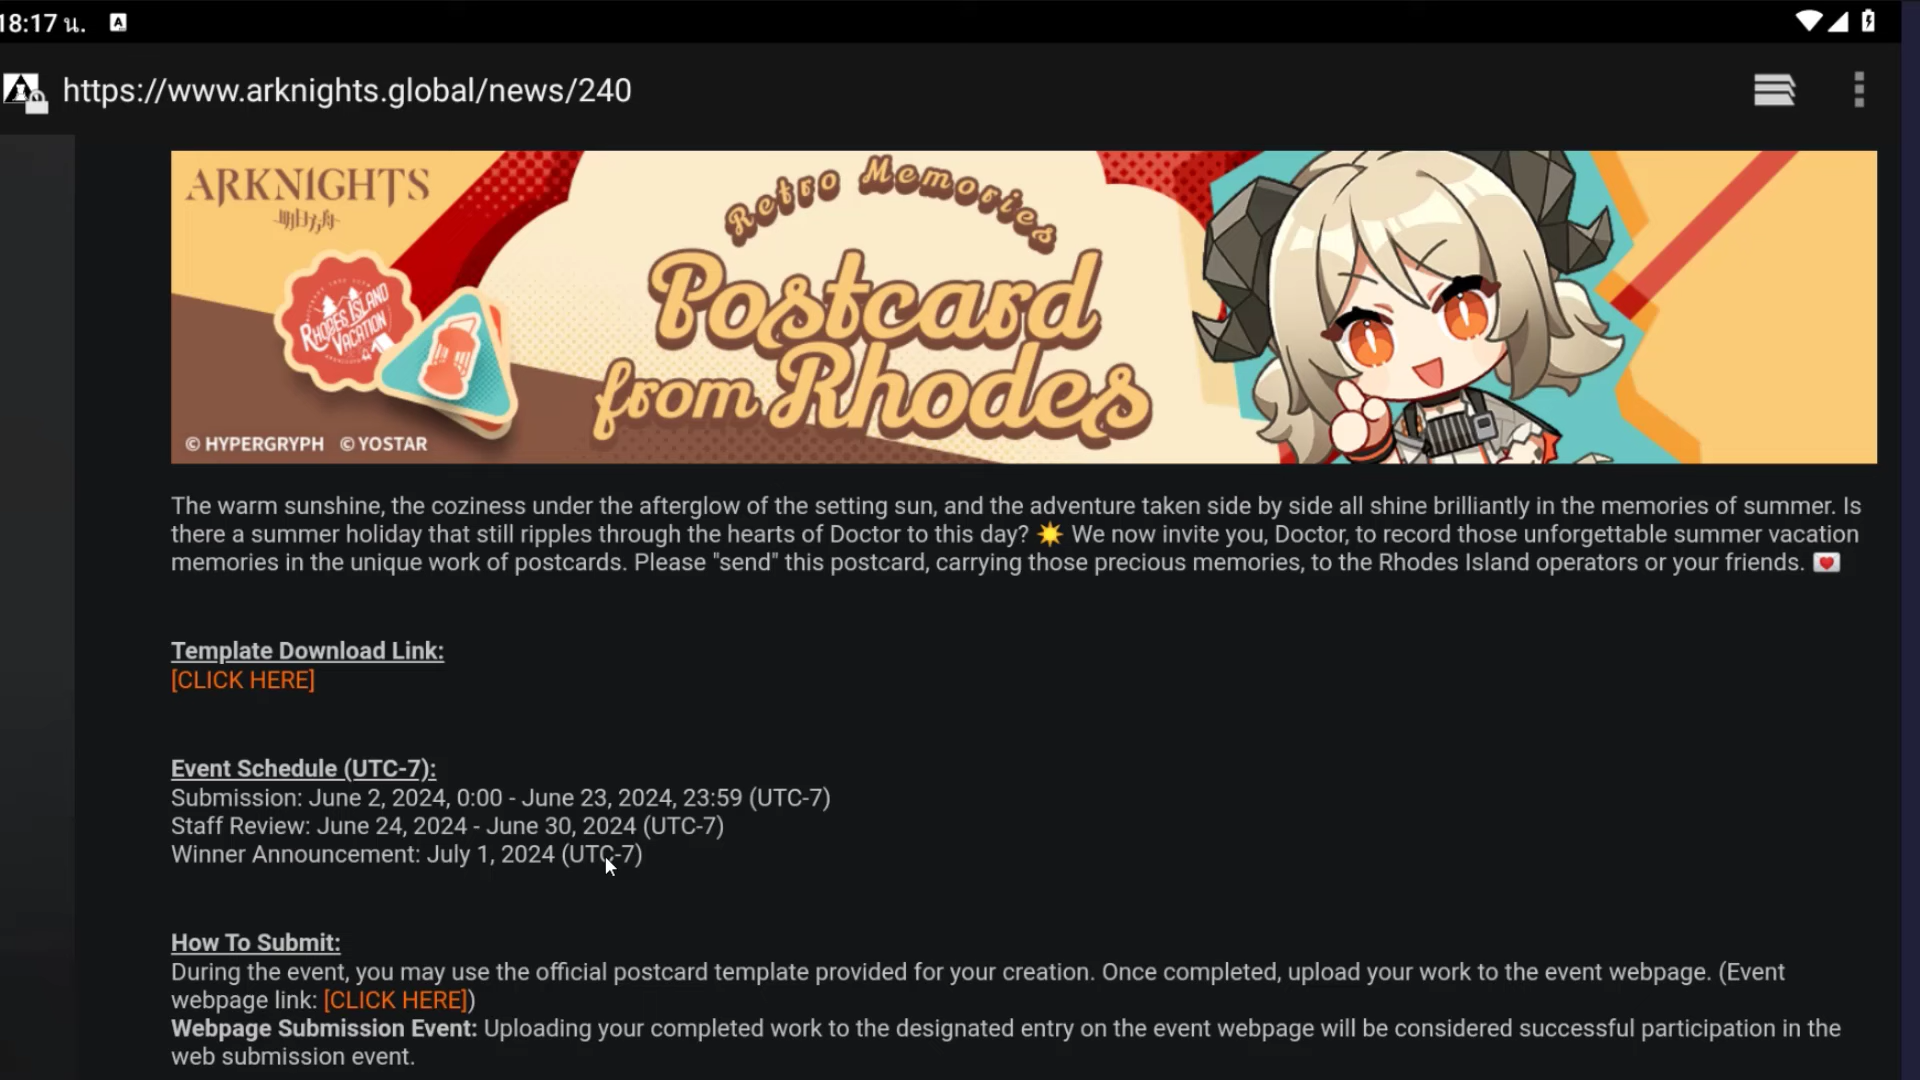 18:17 น.
https://www.arknights.global/news/240
ARKNIGHTS
明日方舟
Retro Memories
Postcard
from Rhodes
RHODES ISLAND
VACATION
© HYPERGRYPH © YOSTAR
The warm sunshine, the coziness under the afterglow of the setting sun, and the adventure taken side by side all shine brilliantly in the memories of summer. Is
there a summer holiday that still ripples through the hearts of Doctor to this day? ☀️ We now invite you, Doctor, to record those unforgettable summer vacation
memories in the unique work of postcards. Please "send" this postcard, carrying those precious memories, to the Rhodes Island operators or your friends. 💌
Template Download Link:
[CLICK HERE]
Event Schedule (UTC-7):
Submission: June 2, 2024, 0:00 - June 23, 2024, 23:59 (UTC-7)
Staff Review: June 24, 2024 - June 30, 2024 (UTC-7)
Winner Announcement: July 1, 2024 (UTC-7)
How To Submit:
During the event, you may use the official postcard template provided for your creation. Once completed, upload your work to the event webpage. (Event
webpage link: [CLICK HERE])
Webpage Submission Event: Uploading your completed work to the designated entry on the event webpage will be considered successful participation in the
web submission event.